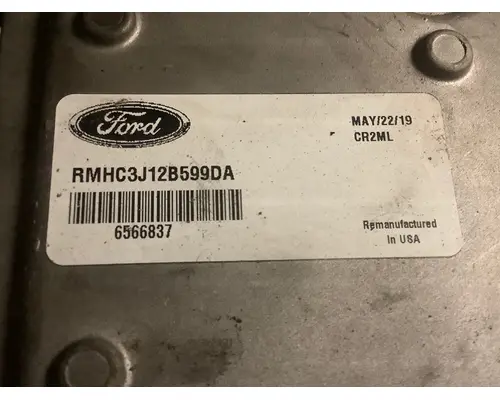 Ford
MAY/22/19
CR2ML
RMHC3J12B599DA
6566837
Remanufactured
In USA